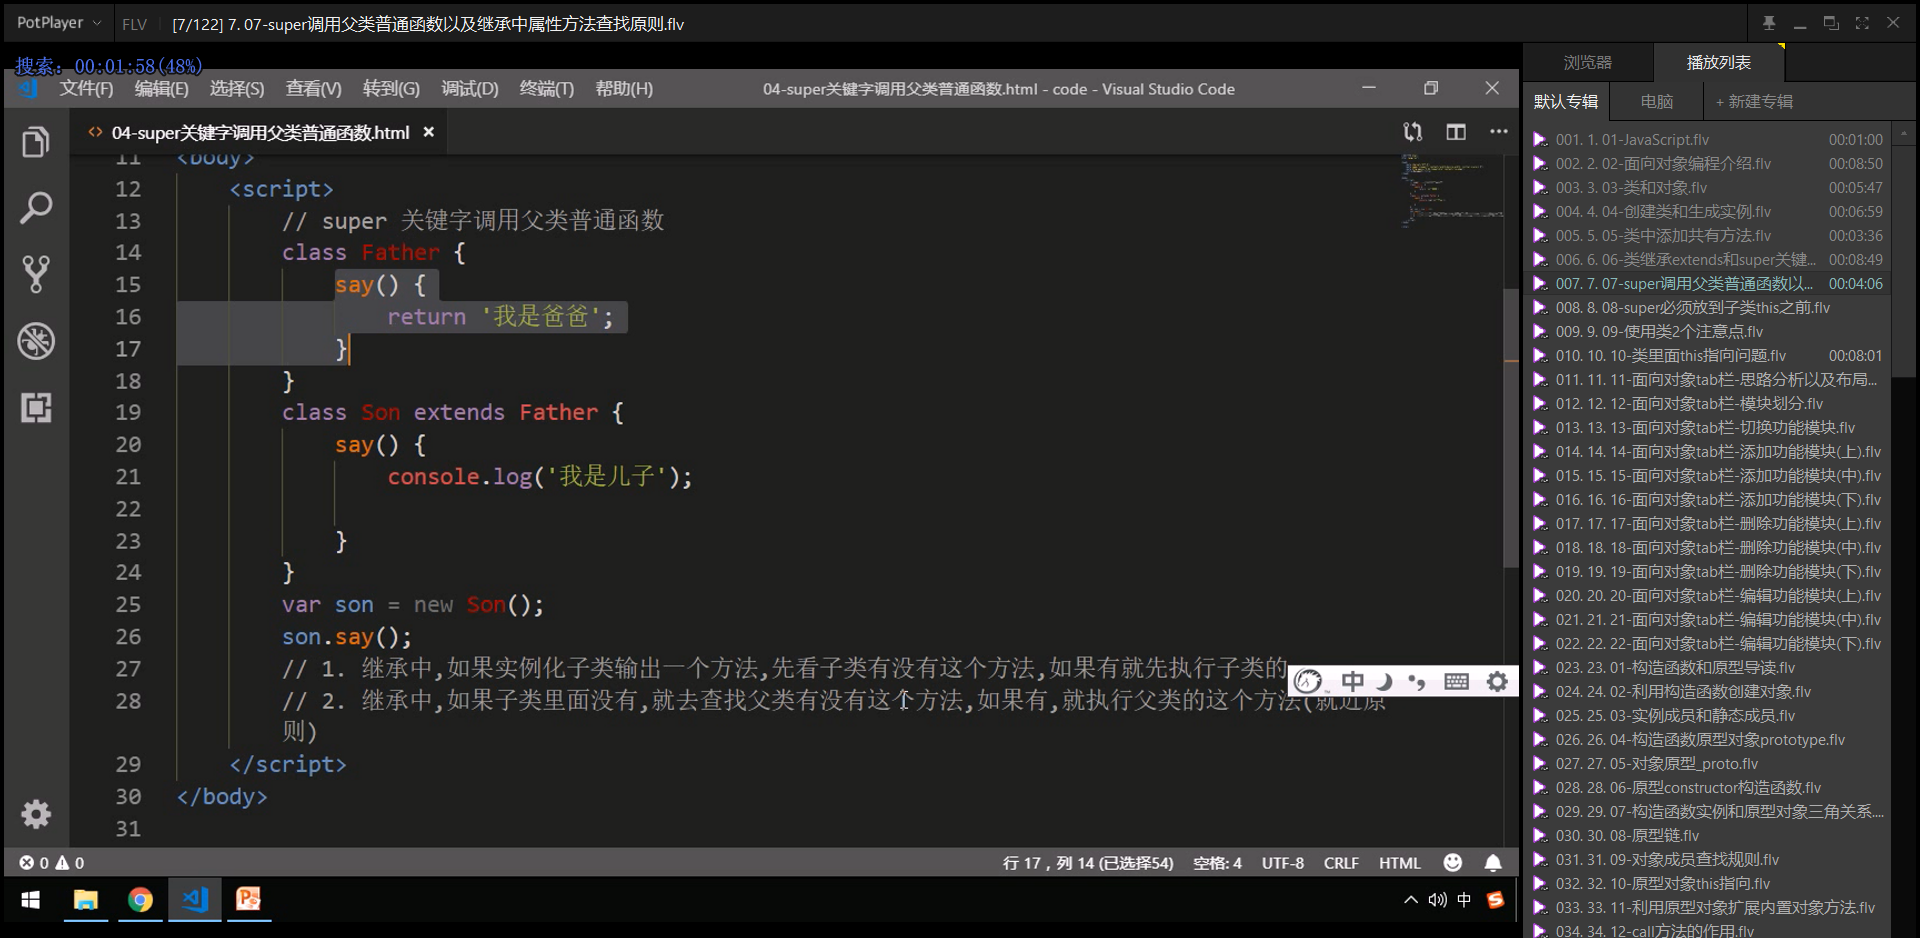 PotPlayer
FLV
[7/122] 7. 07-super调用父类普通函数以及继承中属性方法查找原则.flv
搜索: 00:01:58(48%)
文件(F) 编辑(E) 选择(S) 查看(V) 转到(G) 调试(D) 终端(T) 帮助(H)
04-super关键字调用父类普通函数.html - code - Visual Studio Code
04-super关键字调用父类普通函数.html
11 <body>
12 <script>
13 // super 关键字调用父类普通函数
14 class Father {
15 say() {
16 return '我是爸爸';
17 }
18 }
19 class Son extends Father {
20 say() {
21 console.log('我是儿子');
22
23 }
24 }
25 var son = new Son();
26 son.say();
27 // 1. 继承中,如果实例化子类输出一个方法,先看子类有没有这个方法,如果有就先执行子类的
28 // 2. 继承中,如果子类里面没有,就去查找父类有没有这个方法,如果有,就执行父类的这个方法(就近原
则)
29 </script>
30 </body>
31
中
0 0
行 17，列 14 (已选择54) 空格: 4 UTF-8 CRLF HTML
中
浏览器 播放列表
默认专辑 电脑 + 新建专辑
001. 1. 01-JavaScript.flv 00:01:00
002. 2. 02-面向对象编程介绍.flv 00:08:50
003. 3. 03-类和对象.flv 00:05:47
004. 4. 04-创建类和生成实例.flv 00:06:59
005. 5. 05-类中添加共有方法.flv 00:03:36
006. 6. 06-类继承extends和super关键... 00:08:49
007. 7. 07-super调用父类普通函数以... 00:04:06
008. 8. 08-super必须放到子类this之前.flv
009. 9. 09-使用类2个注意点.flv
010. 10. 10-类里面this指向问题.flv 00:08:01
011. 11. 11-面向对象tab栏-思路分析以及布局...
012. 12. 12-面向对象tab栏-模块划分.flv
013. 13. 13-面向对象tab栏-切换功能模块.flv
014. 14. 14-面向对象tab栏-添加功能模块(上).flv
015. 15. 15-面向对象tab栏-添加功能模块(中).flv
016. 16. 16-面向对象tab栏-添加功能模块(下).flv
017. 17. 17-面向对象tab栏-删除功能模块(上).flv
018. 18. 18-面向对象tab栏-删除功能模块(中).flv
019. 19. 19-面向对象tab栏-删除功能模块(下).flv
020. 20. 20-面向对象tab栏-编辑功能模块(上).flv
021. 21. 21-面向对象tab栏-编辑功能模块(中).flv
022. 22. 22-面向对象tab栏-编辑功能模块(下).flv
023. 23. 01-构造函数和原型导读.flv
024. 24. 02-利用构造函数创建对象.flv
025. 25. 03-实例成员和静态成员.flv
026. 26. 04-构造函数原型对象prototype.flv
027. 27. 05-对象原型_proto.flv
028. 28. 06-原型constructor构造函数.flv
029. 29. 07-构造函数实例和原型对象三角关系....
030. 30. 08-原型链.flv
031. 31. 09-对象成员查找规则.flv
032. 32. 10-原型对象this指向.flv
033. 33. 11-利用原型对象扩展内置对象方法.flv
034. 34. 12-call方法的作用.flv